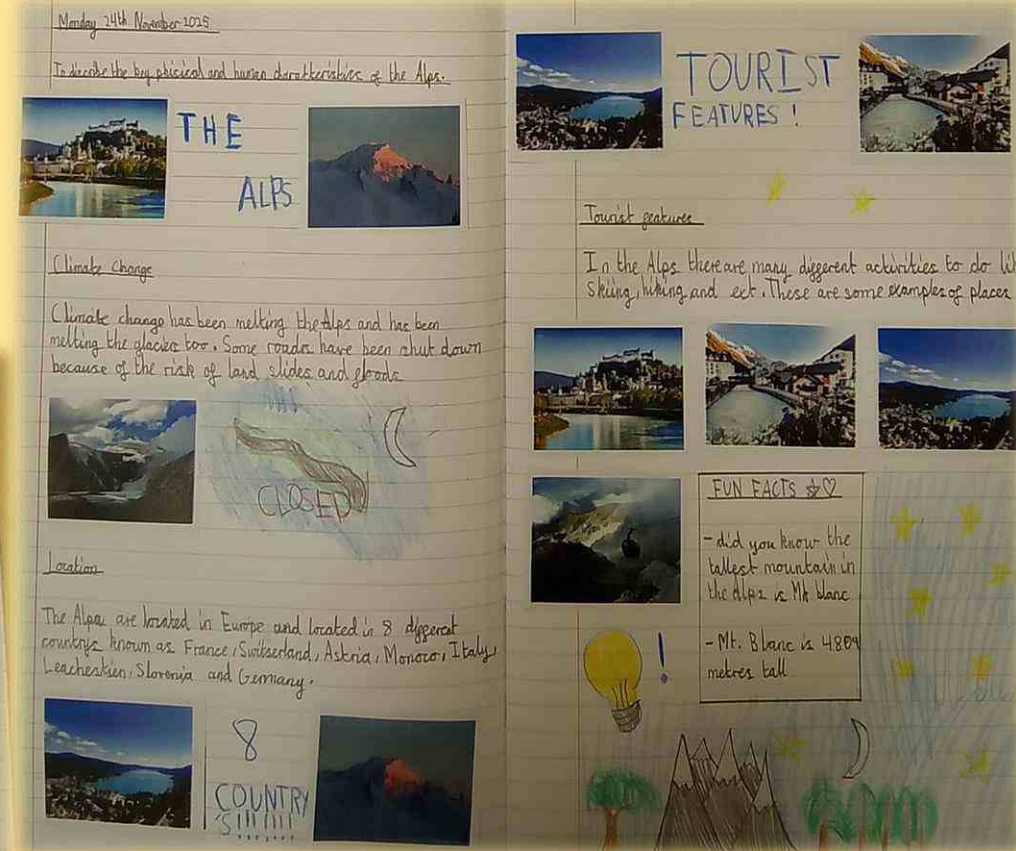 Monday 24th November 2025
To discribe the key phisical and human characteristics of the Alps.
THE
ALPS
Climate Change
Climate change has been melting the Alps and has been
melting the glacies too. Some roads have been shut down
because of the risk of land slides and floods
CLOSED
Location
The Alps are located in Europe and located in 8 different
countrys known as France, Switserland, Astria, Monoco, Italy,
Leachestien, Slovenia and Germany.
8
COUNTRY
'S!!!!!!
TOURIST
FEATURES!
Tourist features
In the Alps there are many different activities to do li
Skiing, hiking and ect. These are some examples of places
FUN FACTS
- did you know the
tallest mountain in
the alps is Mt blanc
- Mt. Blanc is 4809
metres tall
!